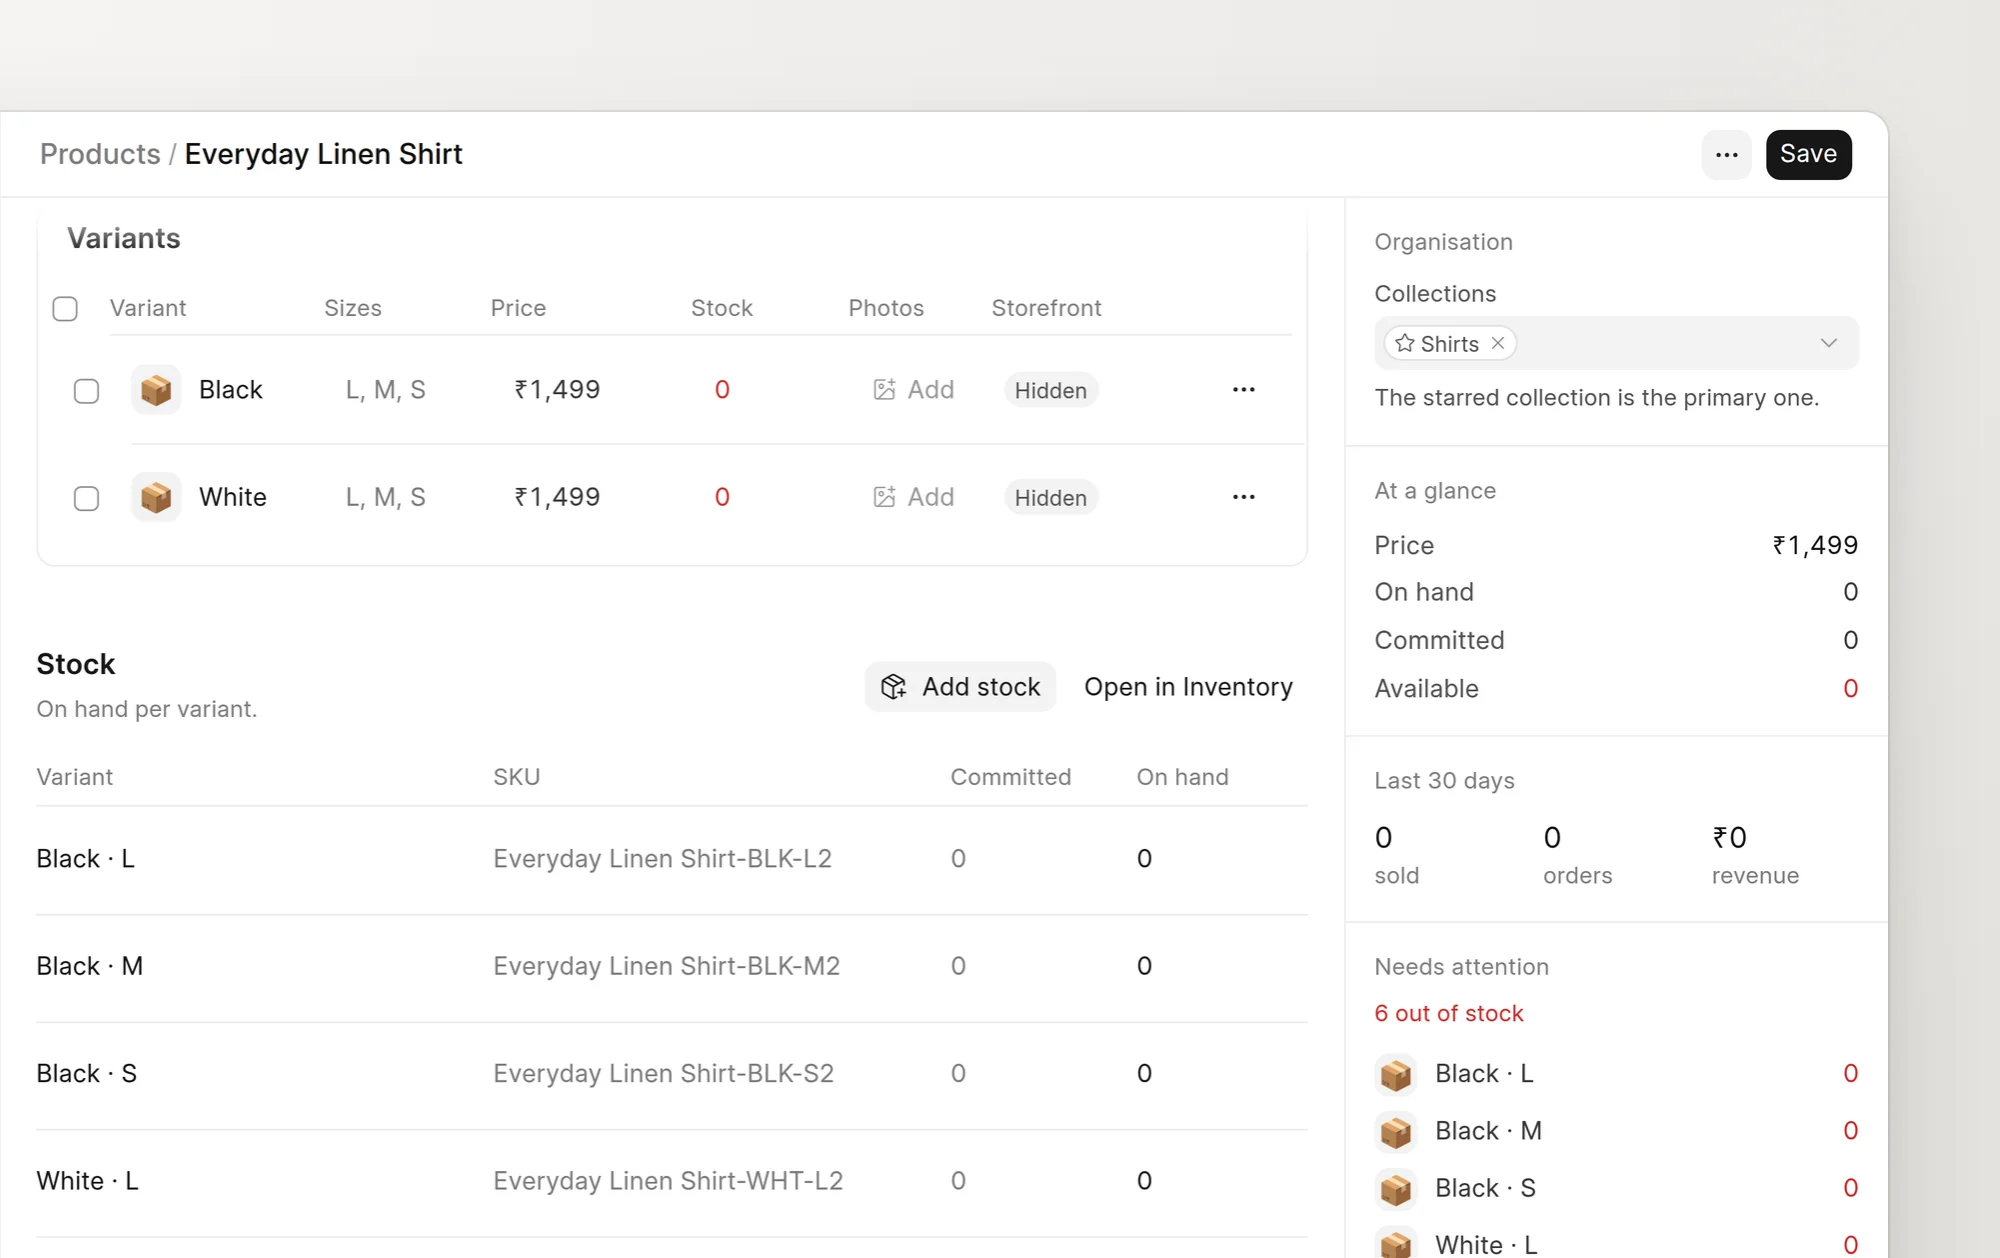 Products / Everyday Linen Shirt
... Save
Variants
Variant Sizes Price Stock Photos Storefront
Black L, M, S ₹1,499 0 Add Hidden ...
White L, M, S ₹1,499 0 Add Hidden ...
Stock
On hand per variant.
Add stock Open in Inventory
Variant SKU Committed On hand
Black · L Everyday Linen Shirt-BLK-L2 0 0
Black · M Everyday Linen Shirt-BLK-M2 0 0
Black · S Everyday Linen Shirt-BLK-S2 0 0
White · L Everyday Linen Shirt-WHT-L2 0 0
Organisation
Collections
Shirts
The starred collection is the primary one.
At a glance
Price ₹1,499
On hand 0
Committed 0
Available 0
Last 30 days
0 0 ₹0
sold orders revenue
Needs attention
6 out of stock
Black · L 0
Black · M 0
Black · S 0
White · L 0